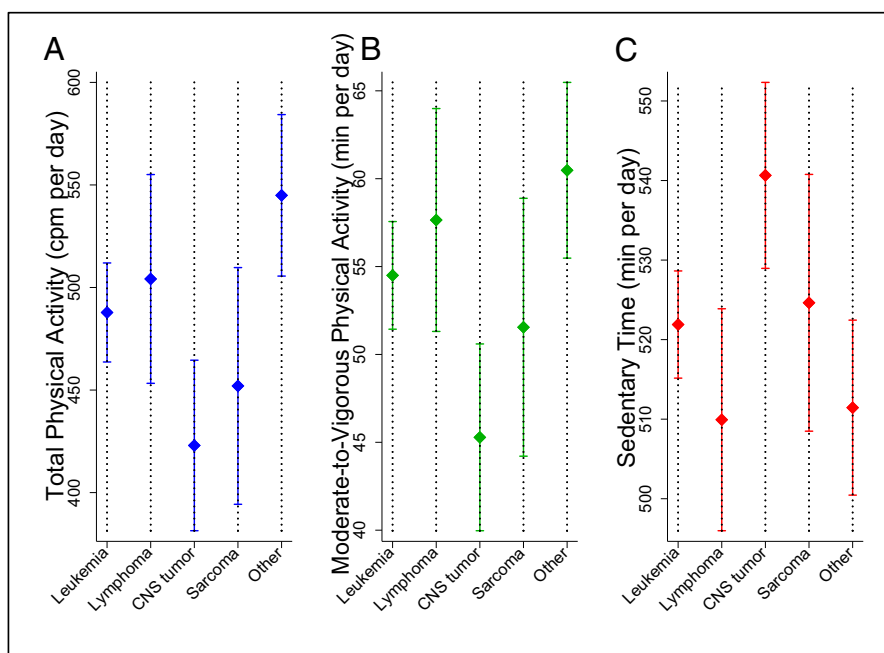 A
Total Physical Activity (cpm per day)
600
550
500
450
400
Leukemia
Lymphoma
CNS tumor
Sarcoma
Other
B
Moderate-to-Vigorous Physical Activity (min per day)
65
60
55
50
45
40
Leukemia
Lymphoma
CNS tumor
Sarcoma
Other
C
Sedentary Time (min per day)
550
540
530
520
510
500
Leukemia
Lymphoma
CNS tumor
Sarcoma
Other